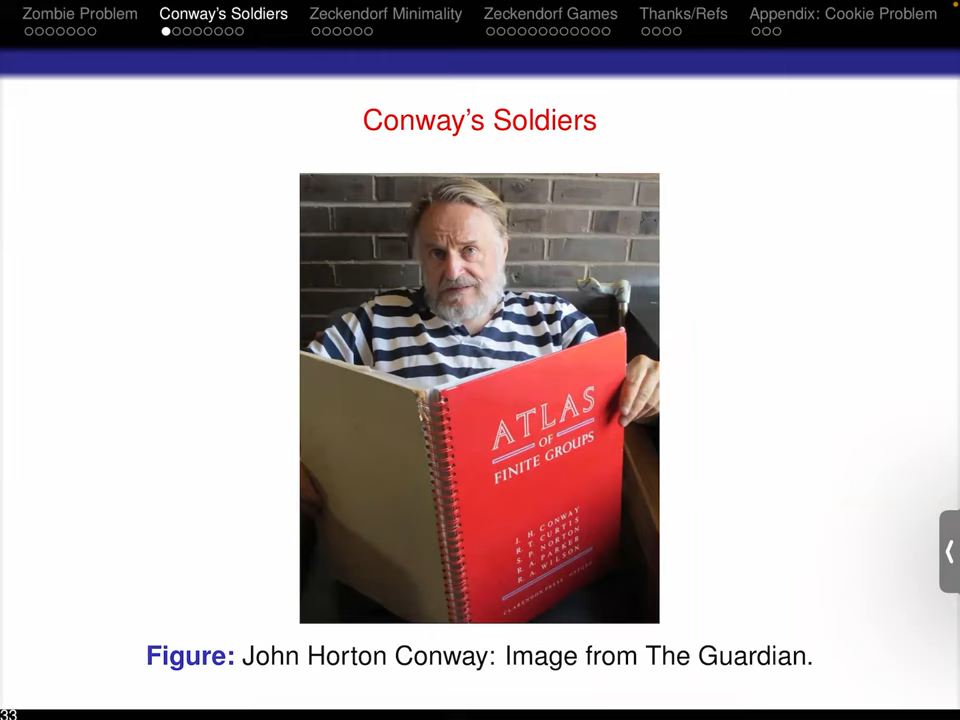 Zombie Problem Conway's Soldiers Zeckendorf Minimality Zeckendorf Games Thanks/Refs Appendix: Cookie Problem
Conway's Soldiers
ATLAS
OF
FINITE GROUPS
J. H. CONWAY
R. T. CURTIS
S. P. NORTON
R. A. PARKER
R. A. WILSON
CLARENDON PRESS OXFORD
Figure: John Horton Conway: Image from The Guardian.
33